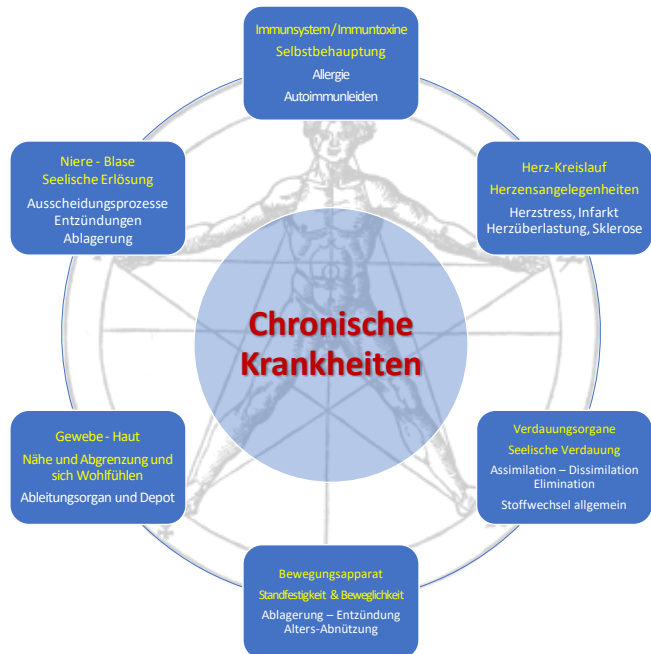 Immunsystem / Immuntoxine
Selbstbehauptung
Allergie
Autoimmunleiden
Niere - Blase
Seelische Erlösung
Ausscheidungsprozesse
Entzündungen
Ablagerung
Herz-Kreislauf
Herzensangelegenheiten
Herzstress, Infarkt
Herzüberlastung, Sklerose
Chronische
Krankheiten
Gewebe - Haut
Nähe und Abgrenzung und
sich Wohlfühlen
Ableitungsorgan und Depot
Verdauungsorgane
Seelische Verdauung
Assimilation – Dissimilation
Elimination
Stoffwechsel allgemein
Bewegungsapparat
Standfestigkeit & Beweglichkeit
Ablagerung – Entzündung
Alters-Abnützung